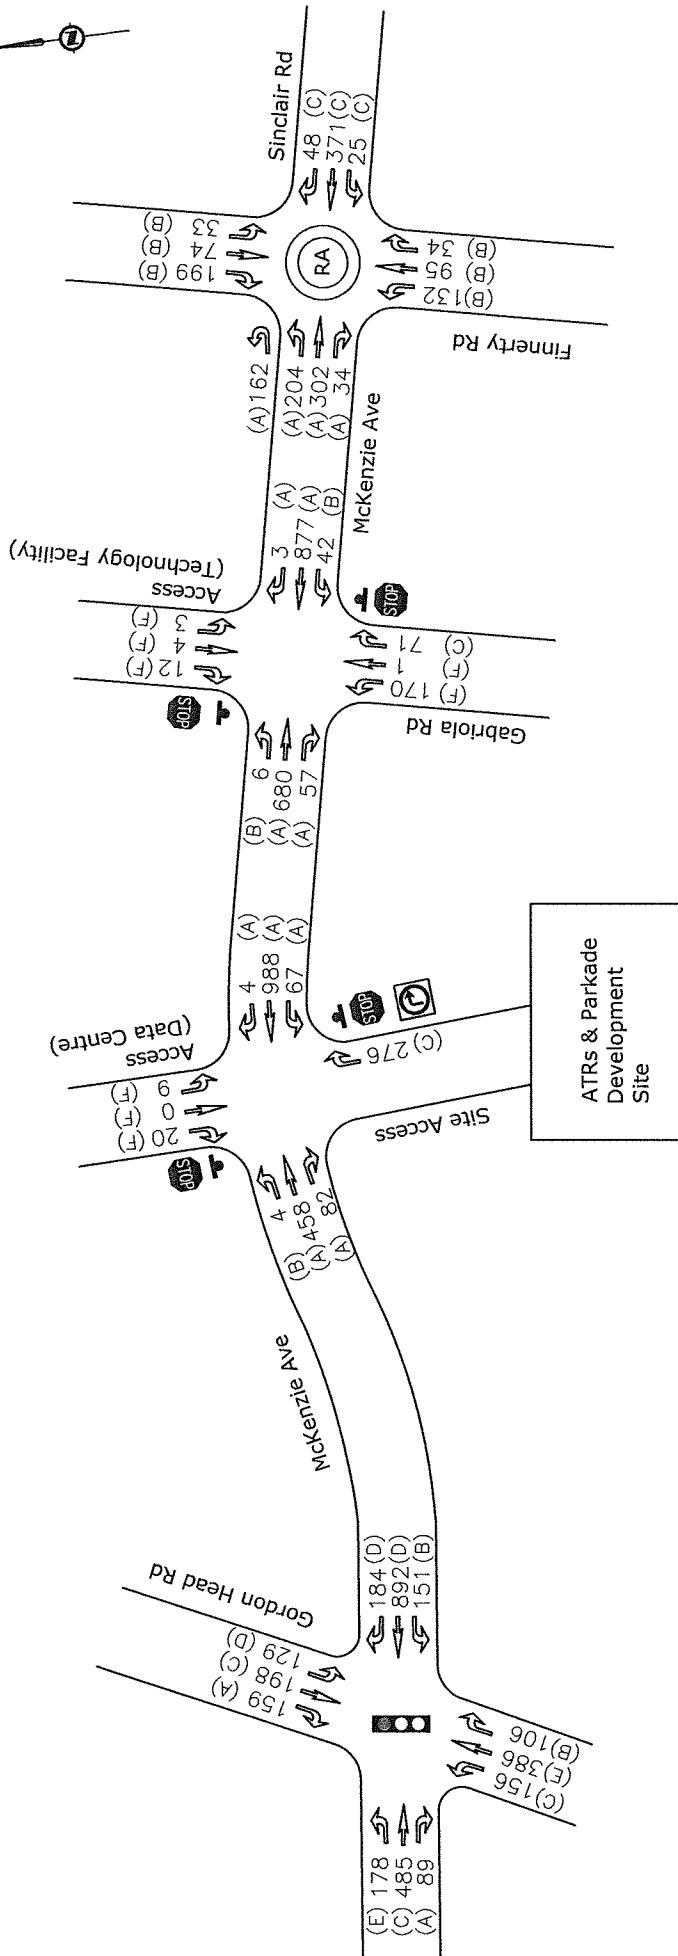 N
Sinclair Rd
48 (C)
371 (C)
25 (C)
33 (B)
74 (B)
199 (B)
RA
(B) 34
(B) 95
(B) 132
Finnerty Rd
(A) 162
(A) 204
(A) 302
(A) 34
McKenzie Ave
3 (A)
877 (A)
42 (B)
Access
(Technology Facility)
3 (F)
4 (F)
12 (F)
STOP
STOP
(C) 71
(F) 1
(F) 170
Gabriola Rd
(B) 6
(A) 680
(A) 57
4 (A)
988 (A)
67 (A)
Access
(Data Centre)
9 (F)
0 (F)
20 (F)
STOP
STOP
(C) 276
Site Access
ATRs & Parkade
Development
Site
(B) 4
(A) 458
(A) 82
McKenzie Ave
184 (D)
892 (D)
151 (B)
Gordon Head Rd
129 (D)
198 (C)
159 (A)
(B) 106
(E) 386
(C) 156
(E) 178
(C) 485
(A) 89